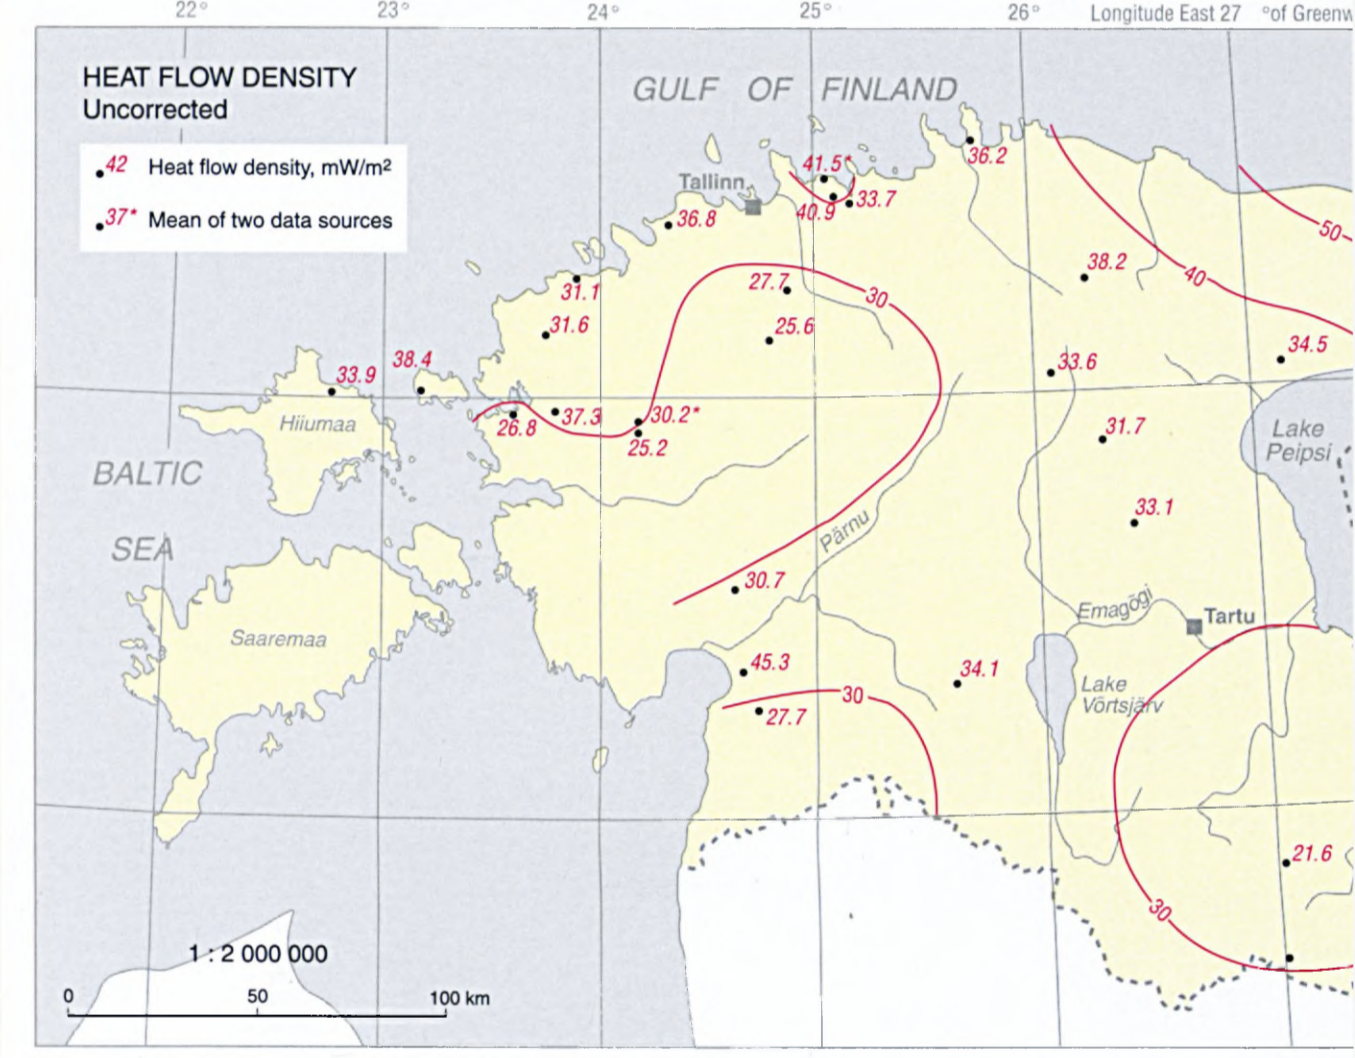 22° 23° 24° 25° 26° Longitude East 27 °of Greenw
HEAT FLOW DENSITY
Uncorrected
42 Heat flow density, mW/m²
37* Mean of two data sources
GULF OF FINLAND
36.2
41.5*
Tallinn
40.9
33.7
36.8
50
38.2
40
27.7
30
31.1
31.6
25.6
34.5
33.6
38.4
33.9
Hiiumaa
26.8
37.3
30.2*
25.2
31.7
Lake
Peipsi
BALTIC
SEA
33.1
Pärnu
30.7
Emagõgi
Tartu
Saaremaa
45.3
34.1
30
27.7
Lake
Võrtsjärv
21.6
30
1 : 2 000 000
0 50 100 km